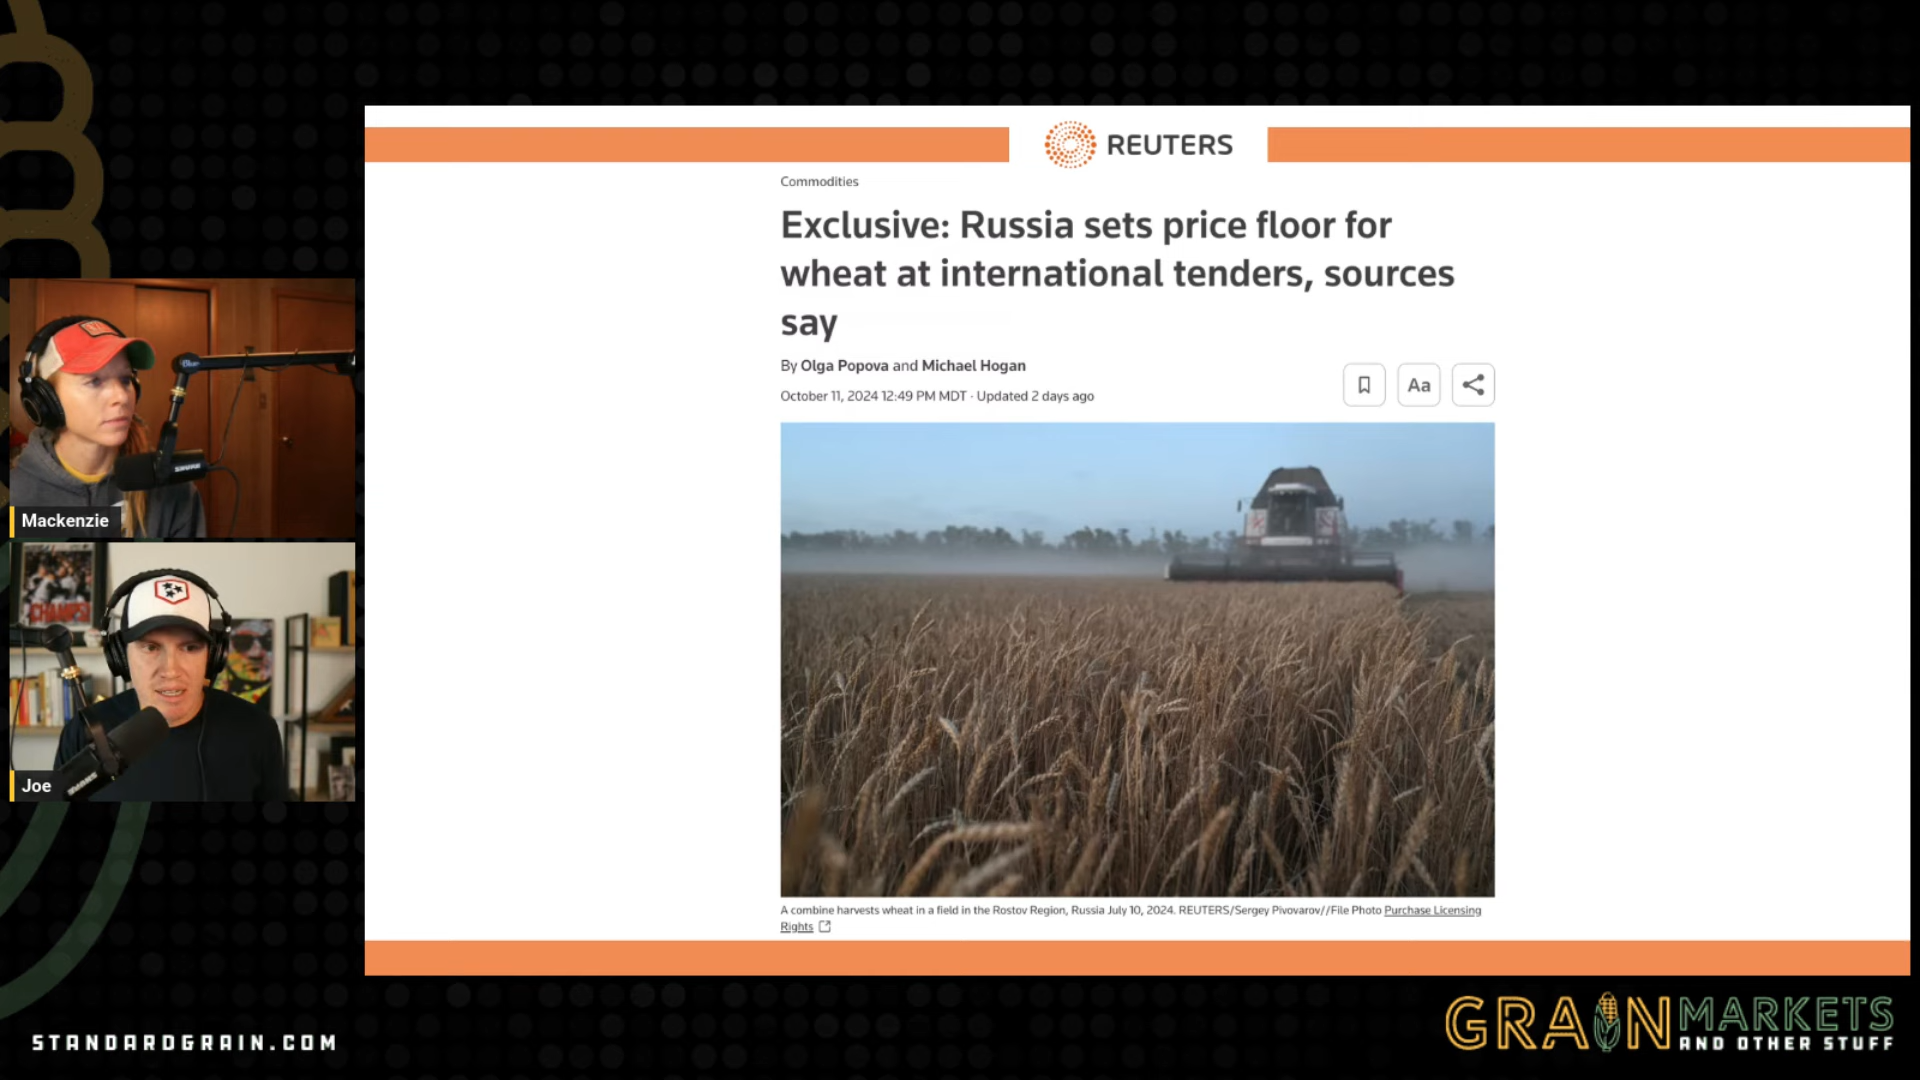 REUTERS
Commodities
Exclusive: Russia sets price floor for
wheat at international tenders, sources
say
By Olga Popova and Michael Hogan
October 11, 2024 12:49 PM MDT · Updated 2 days ago
Aa
A combine harvests wheat in a field in the Rostov Region, Russia July 10, 2024. REUTERS/Sergey Pivovarov//File Photo Purchase Licensing
Rights
SHURE
Mackenzie
CHAMPS!
Joe
STANDARDGRAIN.COM
GRAIN MARKETS
AND OTHER STUFF